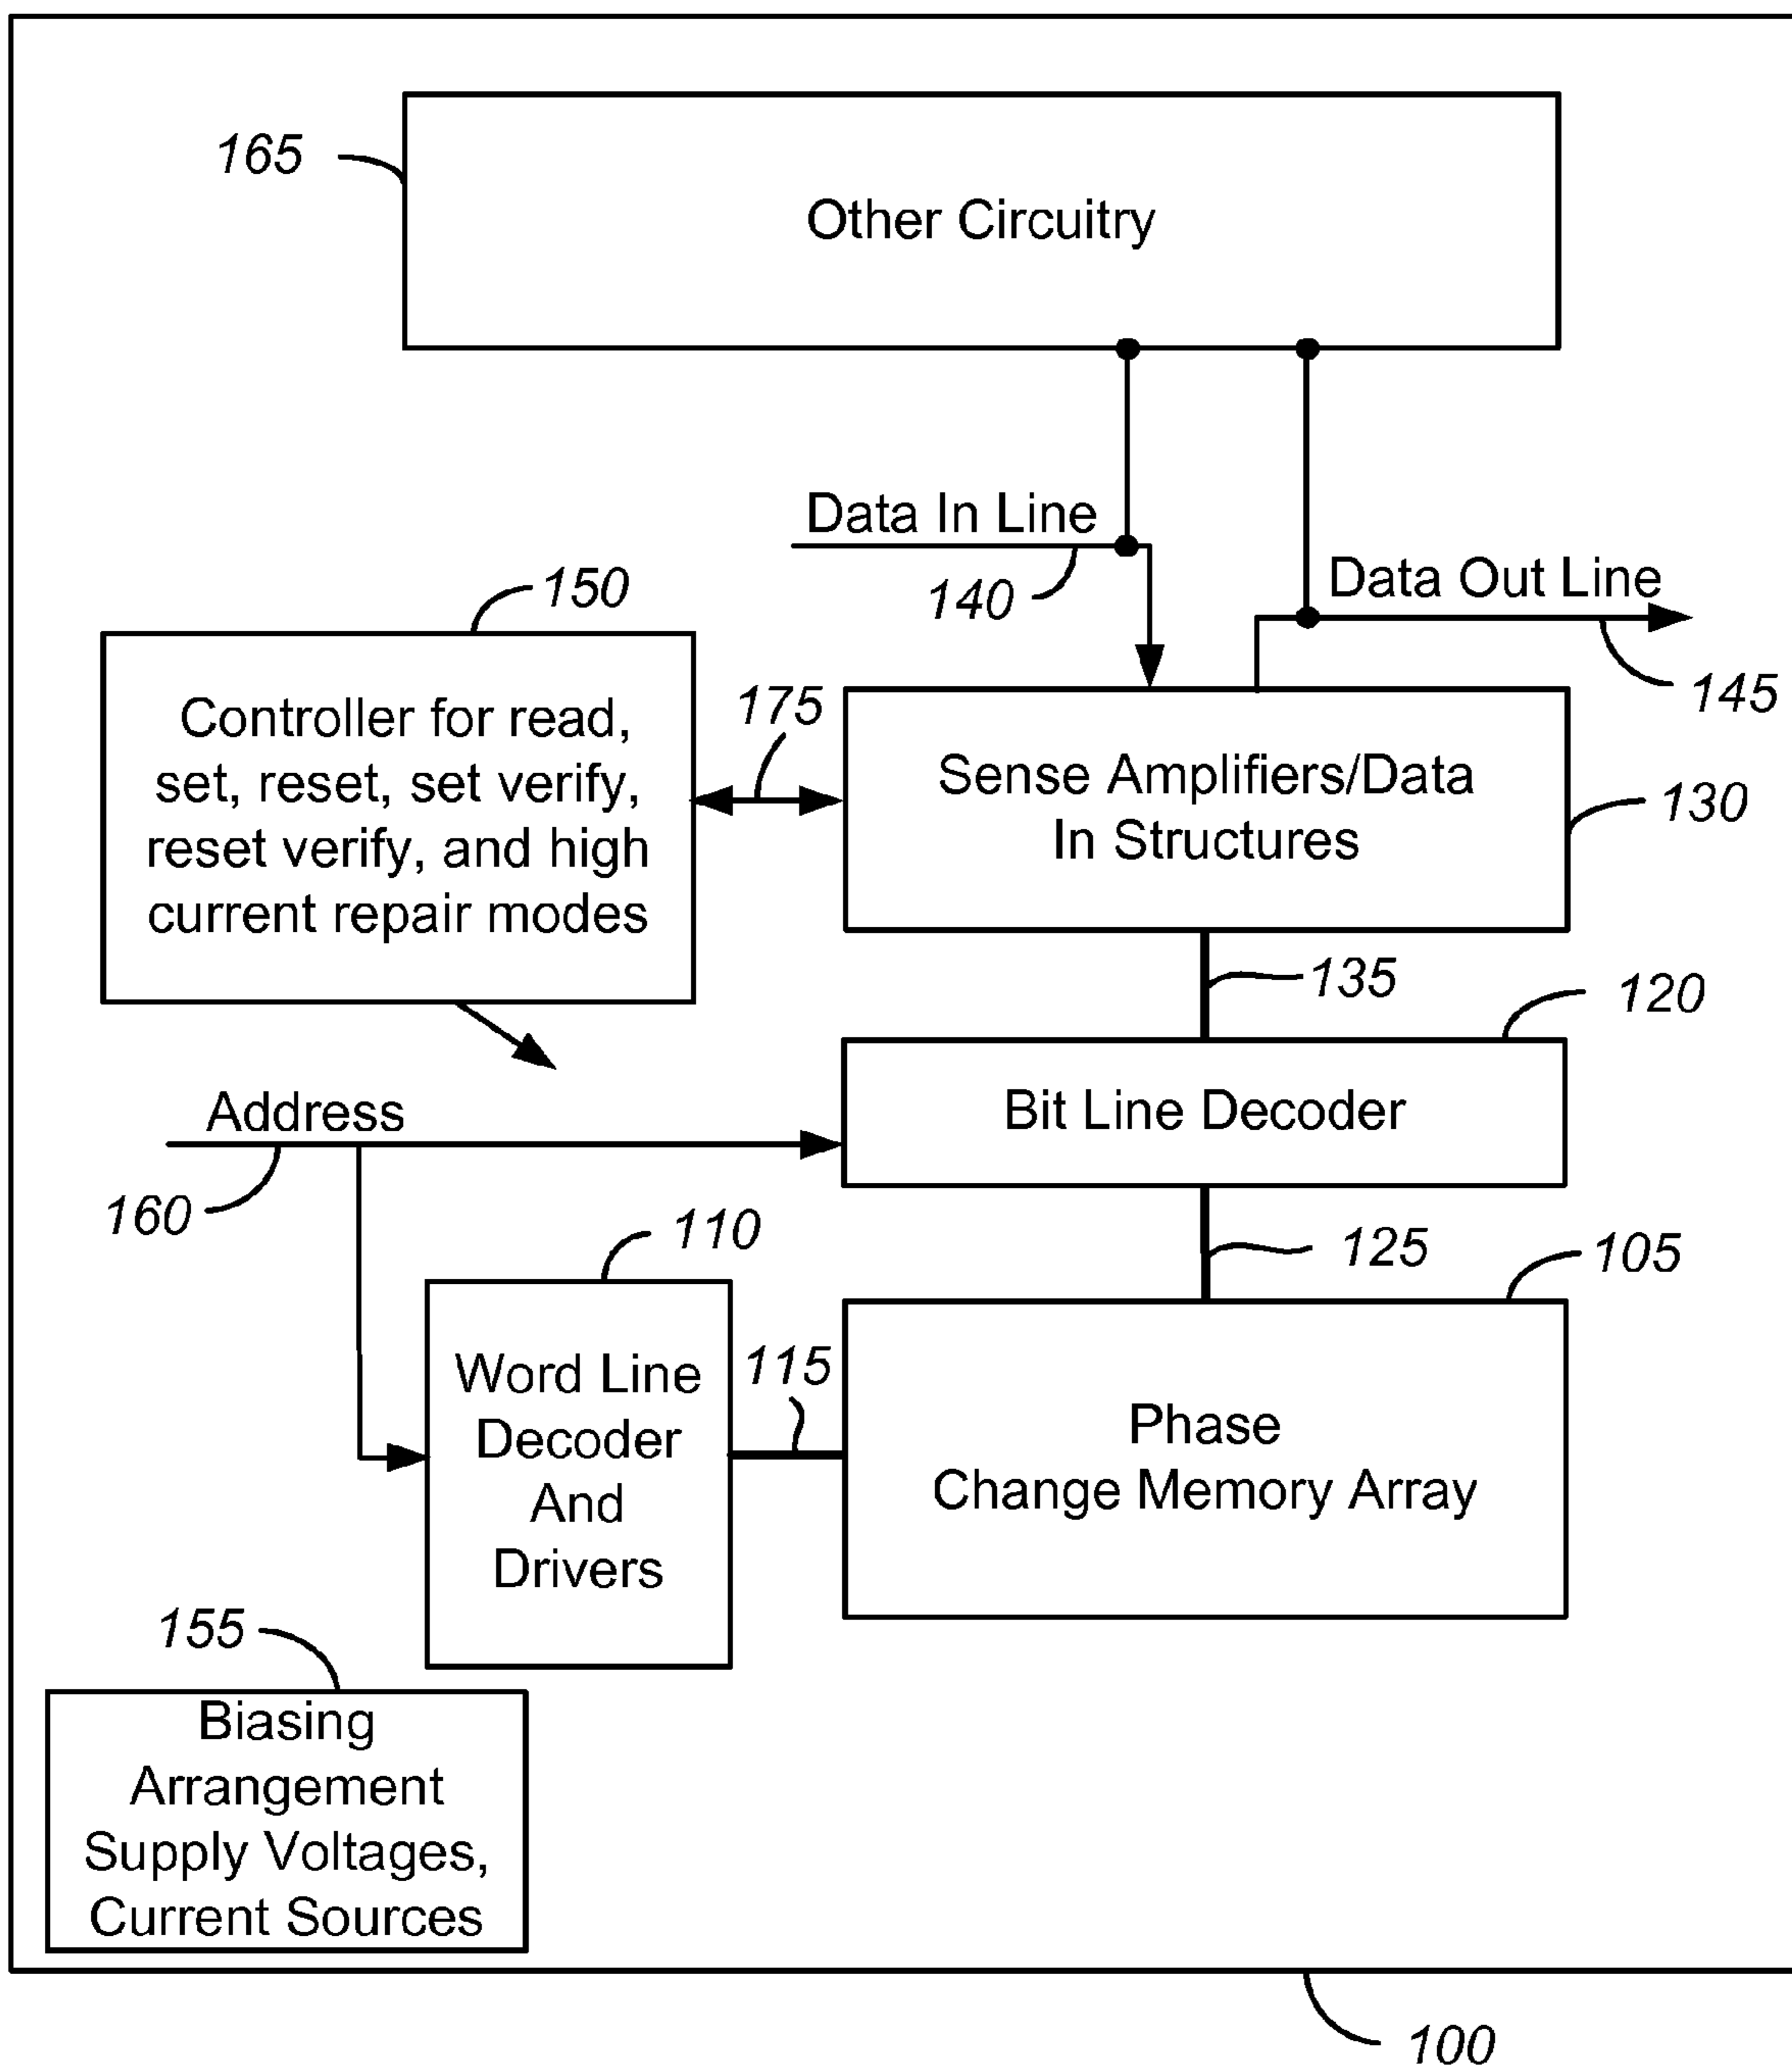 165
Other Circuitry
Data In Line
140
Data Out Line
145
150
Controller for read,
set, reset, set verify,
reset verify, and high
current repair modes
175
Sense Amplifiers/Data
In Structures
130
135
120
Address
160
Bit Line Decoder
110
125
105
Word Line
Decoder
And
Drivers
115
Phase
Change Memory Array
155
Biasing
Arrangement
Supply Voltages,
Current Sources
100